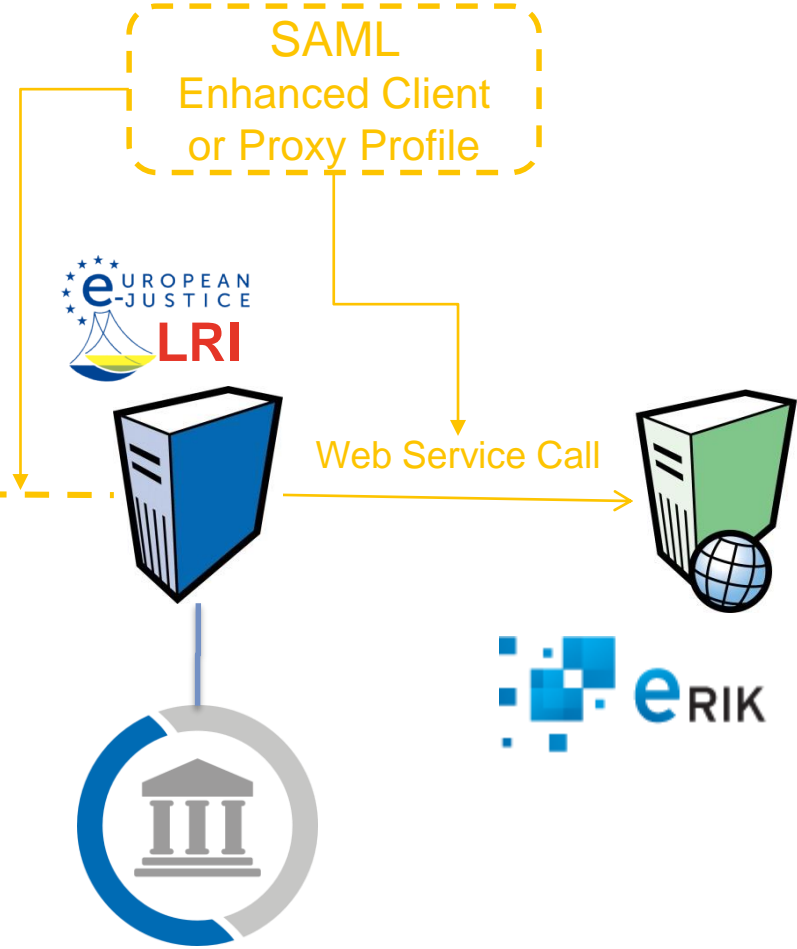 SAML
Enhanced Client
or Proxy Profile
eUROPEAN
e-JUSTICE
LRI
Web Service Call
eRIK